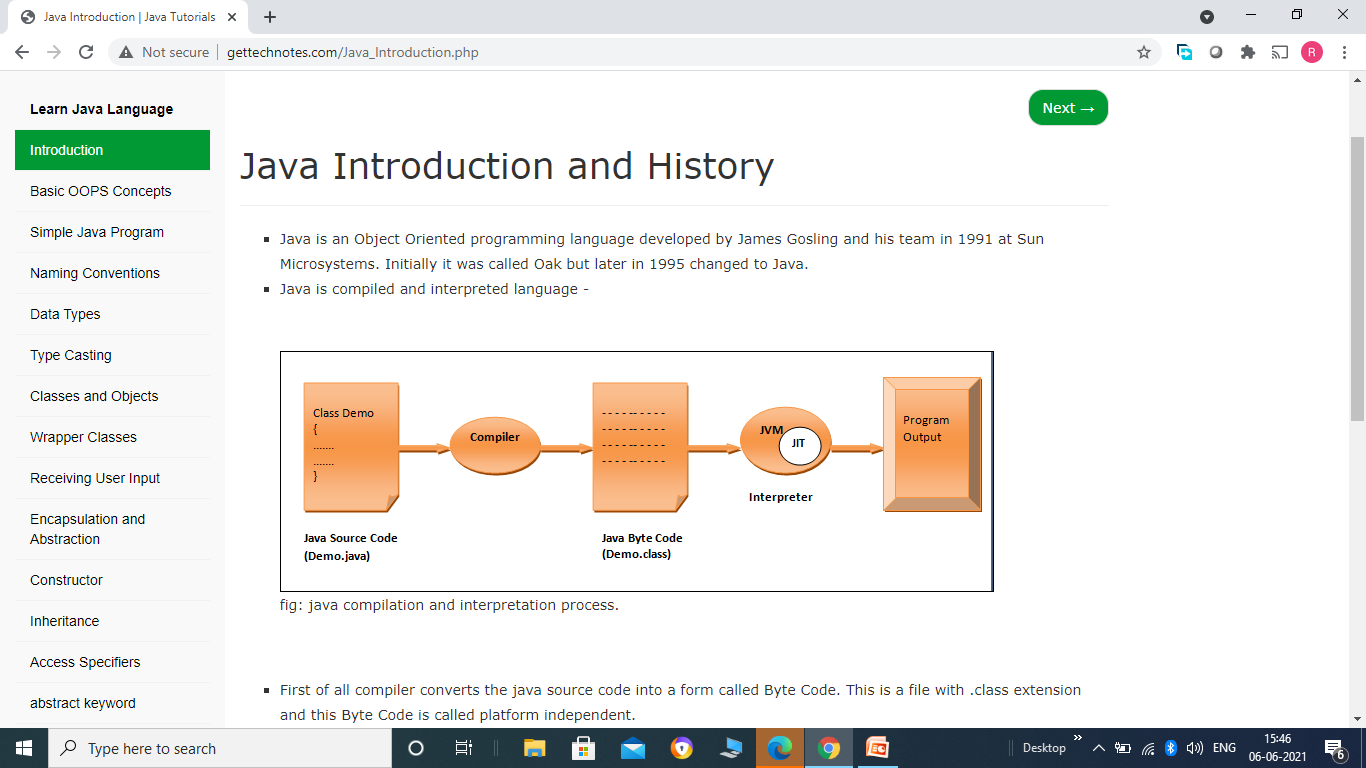 Java Introduction | Java Tutorials
Not secure
gettechnotes.com/Java_Introduction.php
R
Learn Java Language
Introduction
Basic OOPS Concepts
Simple Java Program
Naming Conventions
Data Types
Type Casting
Classes and Objects
Wrapper Classes
Receiving User Input
Encapsulation and
Abstraction
Constructor
Inheritance
Access Specifiers
abstract keyword
Next →
Java Introduction and History
Java is an Object Oriented programming language developed by James Gosling and his team in 1991 at Sun
Microsystems. Initially it was called Oak but later in 1995 changed to Java.
Java is compiled and interpreted language -
Class Demo
{
.......
.......
}
Java Source Code
(Demo.java)
Compiler
- - - - - - - - - -
- - - - - - - - - -
- - - - - - - - - -
- - - - - - - - - -
Java Byte Code
(Demo.class)
JVM
JIT
Interpreter
Program
Output
fig: java compilation and interpretation process.
First of all compiler converts the java source code into a form called Byte Code. This is a file with .class extension
and this Byte Code is called platform independent.
Type here to search
Desktop
ENG
15:46
06-06-2021
6